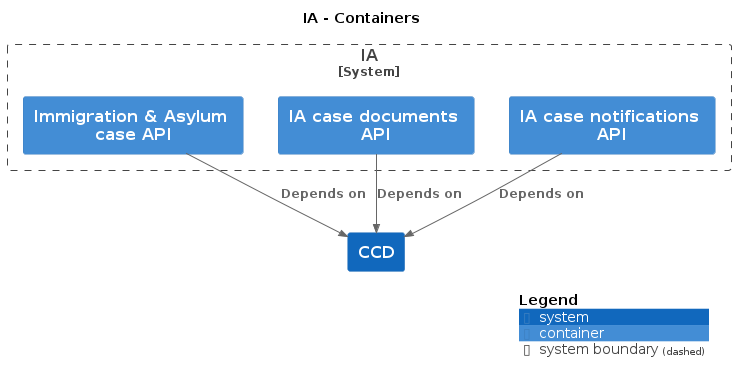 IA - Containers
IA
[System]
Immigration & Asylum
case API
IA case documents
API
IA case notifications
API
Depends on
Depends on
Depends on
CCD
Legend
system
container
system boundary (dashed)